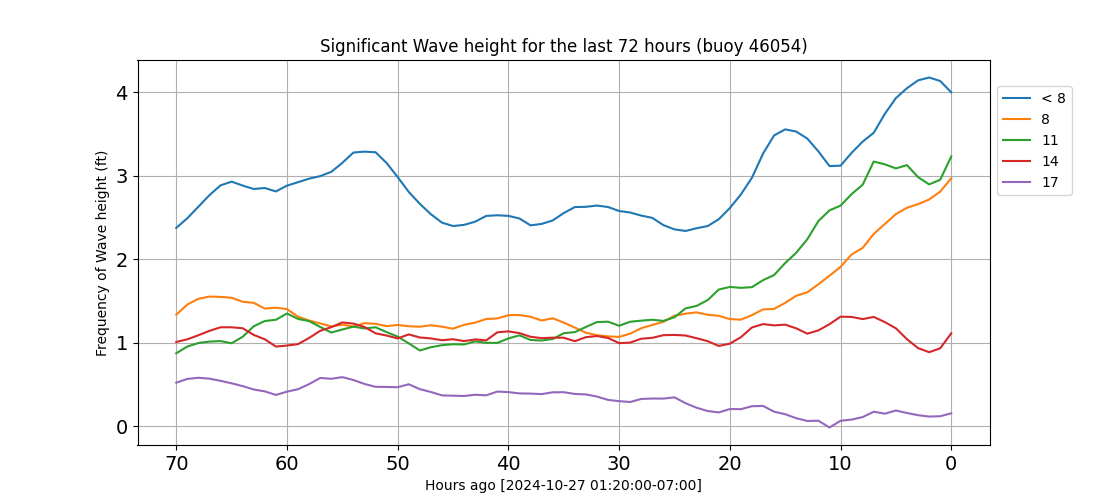 Significant Wave height for the last 72 hours (buoy 46054)
Frequency of Wave height (ft)
4
3
2
1
0
70 60 50 40 30 20 10 0
Hours ago [2024-10-27 01:20:00-07:00]
< 8
8
11
14
17